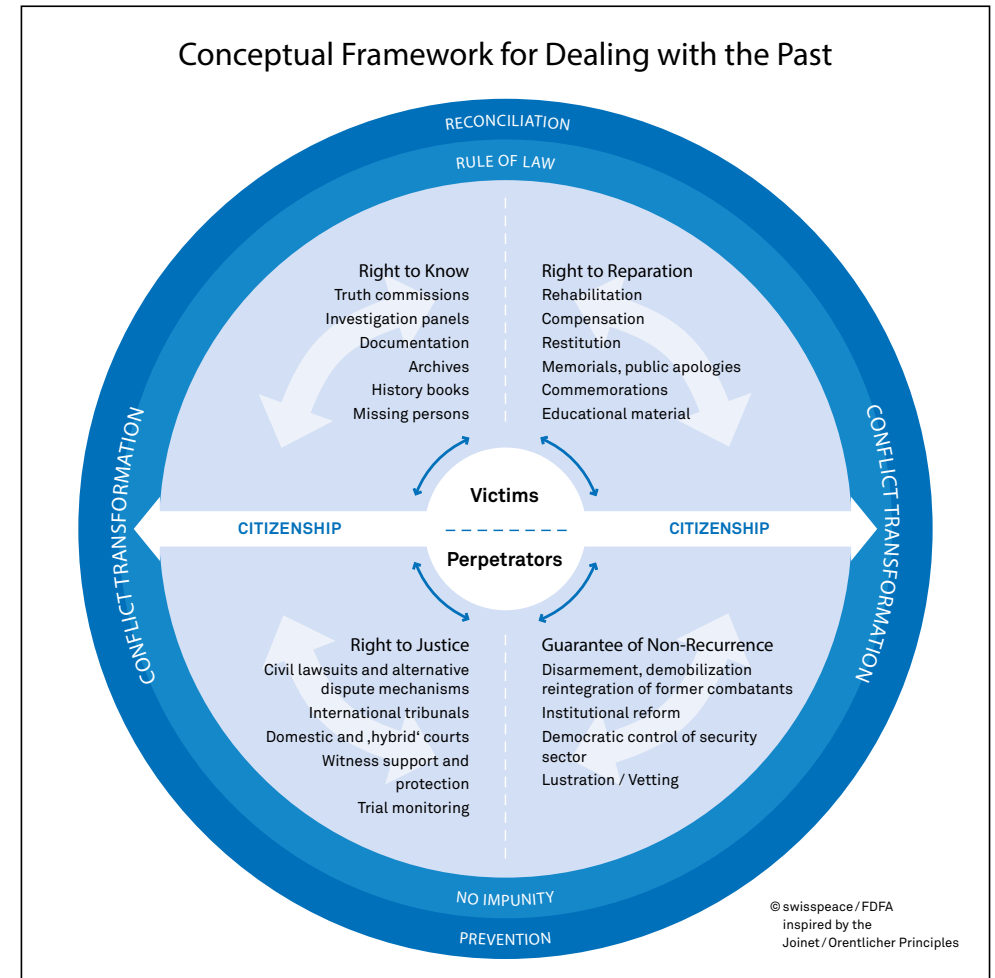 Conceptual Framework for Dealing with the Past
RECONCILIATION
RULE OF LAW
Right to Know
Truth commissions
Investigation panels
Documentation
Archives
History books
Missing persons
Right to Reparation
Rehabilitation
Compensation
Restitution
Memorials, public apologies
Commemorations
Educational material
CONFLICT TRANSFORMATION
CONFLICT TRANSFORMATION
Victims
CITIZENSHIP
CITIZENSHIP
Perpetrators
Right to Justice
Civil lawsuits and alternative
dispute mechanisms
International tribunals
Domestic and ‚hybrid‘ courts
Witness support and
protection
Trial monitoring
Guarantee of Non-Recurrence
Disarmement, demobilization
reintegration of former combatants
Institutional reform
Democratic control of security
sector
Lustration / Vetting
NO IMPUNITY
PREVENTION
© swisspeace / FDFA
inspired by the
Joinet / Orentlicher Principles